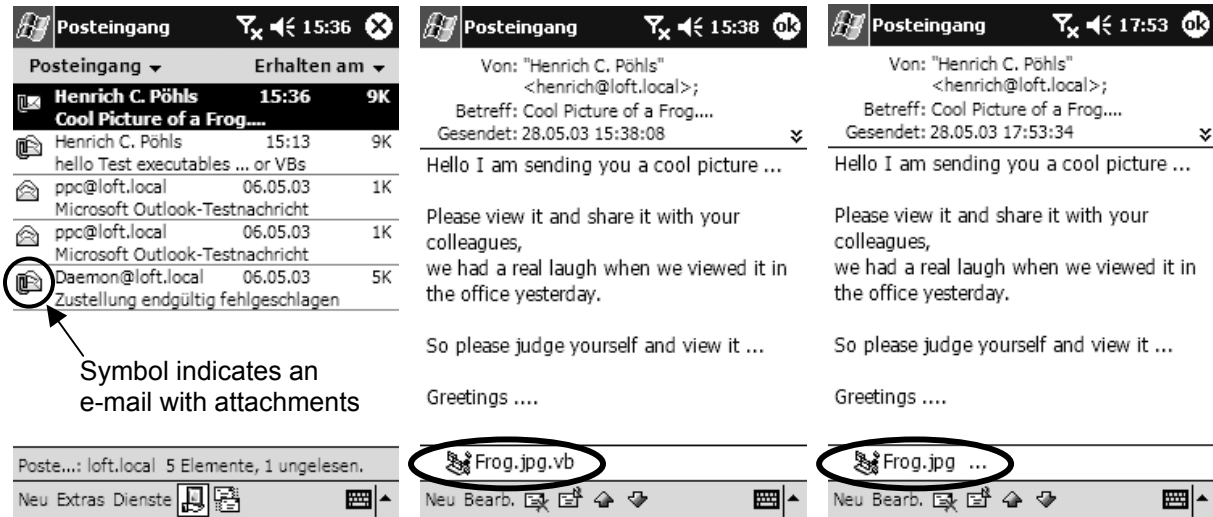 Posteingang 15:36
Posteingang Erhalten am
Henrich C. Pöhls 15:36 9K
Cool Picture of a Frog....
Henrich C. Pöhls 15:13 9K
hello Test executables ... or VBs
ppc@loft.local 06.05.03 1K
Microsoft Outlook-Testnachricht
ppc@loft.local 06.05.03 1K
Microsoft Outlook-Testnachricht
Daemon@loft.local 06.05.03 5K
Zustellung endgültig fehlgeschlagen
Symbol indicates an
e-mail with attachments
Poste...: loft.local 5 Elemente, 1 ungelesen.
Neu Extras Dienste
Posteingang 15:38 ok
Von: "Henrich C. Pöhls"
<henrich@loft.local>;
Betreff: Cool Picture of a Frog....
Gesendet: 28.05.03 15:38:08
Hello I am sending you a cool picture ...
Please view it and share it with your
colleagues,
we had a real laugh when we viewed it in
the office yesterday.
So please judge yourself and view it ...
Greetings ....
Frog.jpg.vb
Neu Bearb.
Posteingang 17:53 ok
Von: "Henrich C. Pöhls"
<henrich@loft.local>;
Betreff: Cool Picture of a Frog....
Gesendet: 28.05.03 17:53:34
Hello I am sending you a cool picture ...
Please view it and share it with your
colleagues,
we had a real laugh when we viewed it in
the office yesterday.
So please judge yourself and view it ...
Greetings ....
Frog.jpg ...
Neu Bearb.